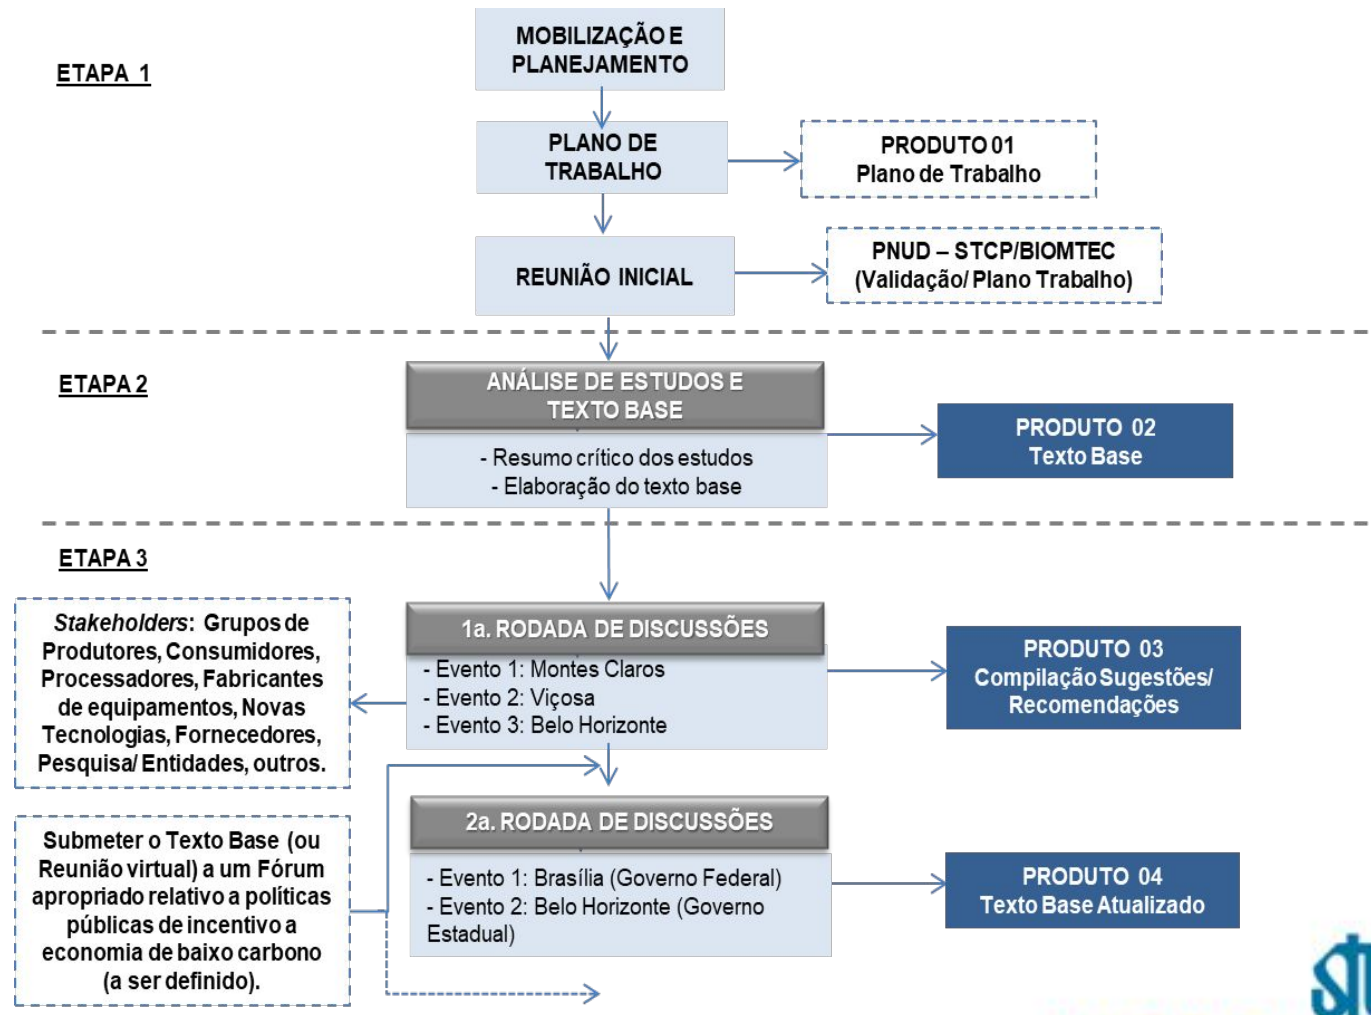 ETAPA 1
MOBILIZAÇÃO E
PLANEJAMENTO
PLANO DE
TRABALHO
PRODUTO 01
Plano de Trabalho
REUNIÃO INICIAL
PNUD – STCP/BIOMTEC
(Validação/ Plano Trabalho)
ETAPA 2
ANÁLISE DE ESTUDOS E
TEXTO BASE
- Resumo crítico dos estudos
- Elaboração do texto base
PRODUTO 02
Texto Base
ETAPA 3
Stakeholders: Grupos de
Produtores, Consumidores,
Processadores, Fabricantes
de equipamentos, Novas
Tecnologias, Fornecedores,
Pesquisa/ Entidades, outros.
1a. RODADA DE DISCUSSÕES
- Evento 1: Montes Claros
- Evento 2: Viçosa
- Evento 3: Belo Horizonte
PRODUTO 03
Compilação Sugestões/
Recomendações
Submeter o Texto Base (ou
Reunião virtual) a um Fórum
apropriado relativo a políticas
públicas de incentivo a
economia de baixo carbono
(a ser definido).
2a. RODADA DE DISCUSSÕES
- Evento 1: Brasília (Governo Federal)
- Evento 2: Belo Horizonte (Governo
Estadual)
PRODUTO 04
Texto Base Atualizado